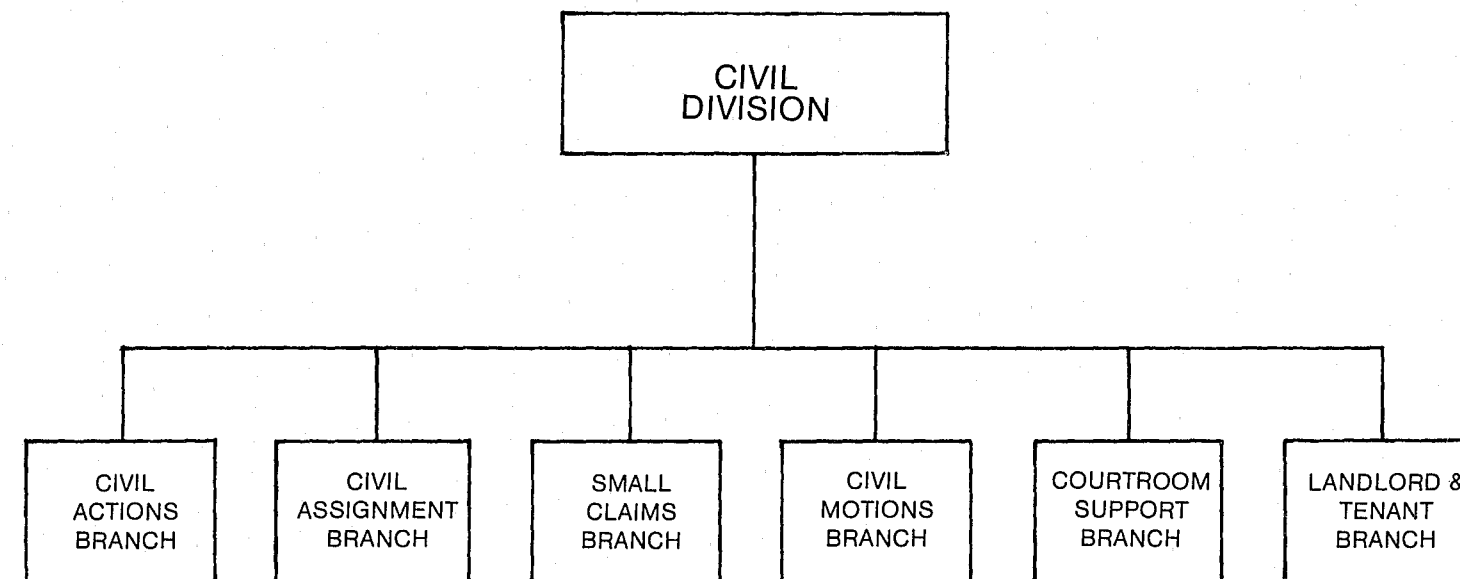 CIVIL
DIVISION
CIVIL
ACTIONS
BRANCH
CIVIL
ASSIGNMENT
BRANCH
SMALL
CLAIMS
BRANCH
CIVIL
MOTIONS
BRANCH
COURTROOM
SUPPORT
BRANCH
LANDLORD &
TENANT
BRANCH